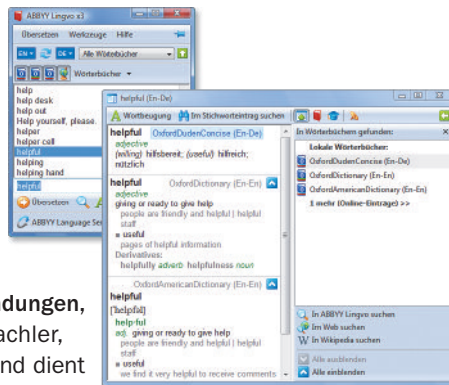 ABBYY Lingvo x3
Übersetzen Werkzeuge Hilfe
EN DE Alle Wörterbücher
Wörterbücher
help
help desk
help out
Help yourself, please.
helper
helper cell
helpful
helping
helping hand
helpful
Übersetzen
ABBYY Language Se
helpful (En-De)
Wortbeugung Im Stichworteintrag suchen
helpful OxfordDudenConcise (En-De)
adjective
(willing) hilfsbereit; (useful) hilfreich;
nützlich
helpful OxfordDictionary (En-En)
adjective
giving or ready to give help
people are friendly and helpful | helpful
staff
useful
pages of helpful information
Derivatives:
helpfully adverb helpfulness noun
OxfordAmericanDictionary (En-En)
helpful
['helpfəl]
help·ful
adj. giving or ready to give help
people are friendly and helpful | helpful
staff
useful
we find it very helpful to receive comments
In Wörterbüchern gefunden:
Lokale Wörterbücher:
OxfordDudenConcise (En-De)
OxfordDictionary (En-En)
OxfordAmericanDictionary (En-En)
1 mehr (Online-Einträge) >>
In ABBYY Lingvo suchen
Im Web suchen
W In Wikipedia suchen
Alle ausblenden
Alle einblenden
ndungen,
achler,
nd dient